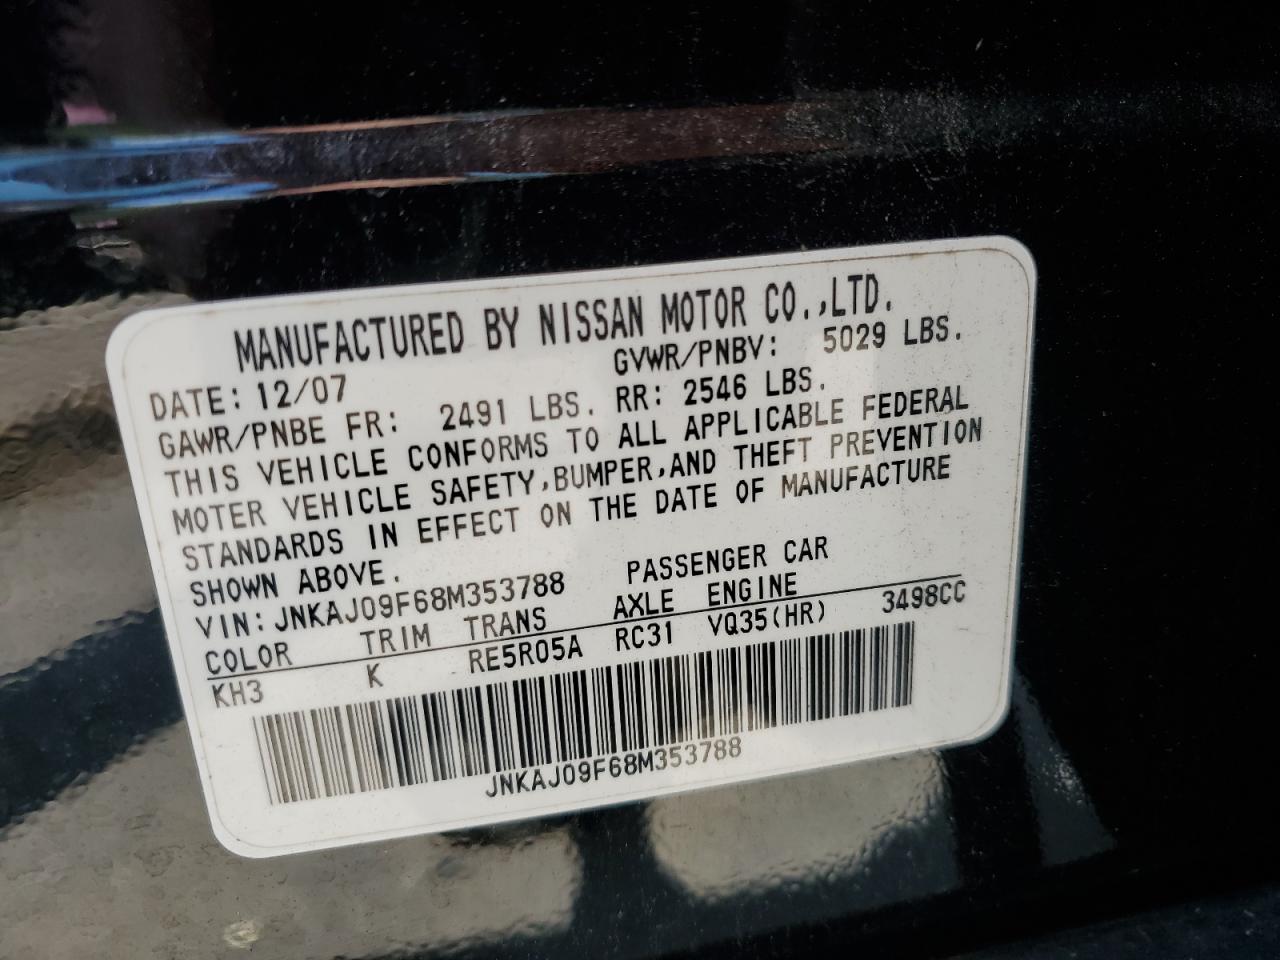 MANUFACTURED BY NISSAN MOTOR CO.,LTD.
DATE: 12/07 GVWR/PNBV: 5029 LBS.
GAWR/PNBE FR: 2491 LBS. RR: 2546 LBS.
THIS VEHICLE CONFORMS TO ALL APPLICABLE FEDERAL
MOTER VEHICLE SAFETY,BUMPER,AND THEFT PREVENTION
STANDARDS IN EFFECT ON THE DATE OF MANUFACTURE
SHOWN ABOVE.
VIN: JNKAJ09F68M353788 PASSENGER CAR
COLOR TRIM TRANS AXLE ENGINE
KH3 K RE5R05A RC31 VQ35(HR) 3498CC
JNKAJ09F68M353788